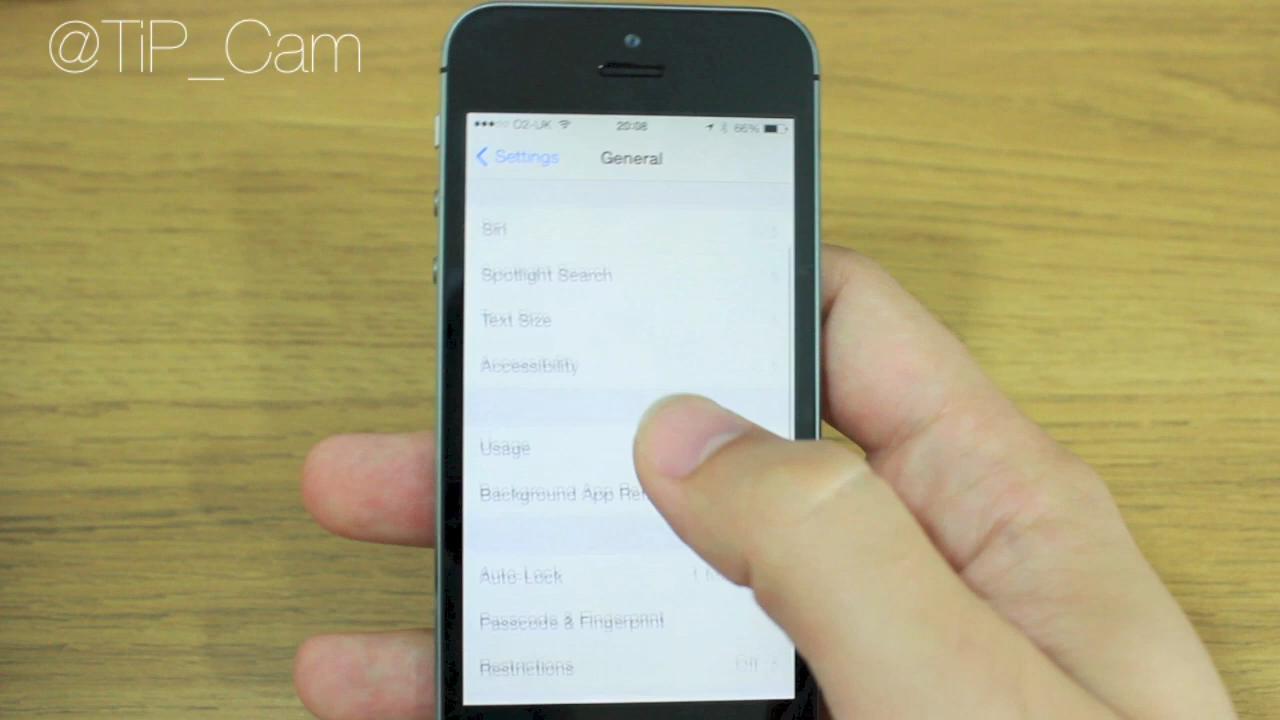 @TiP_Cam
O2-UK 20:08 66%
Settings General
Siri
Spotlight Search
Text Size
Accessibility
Usage
Background App
Auto-Lock
Passcode & Fingerprint
Restrictions Off